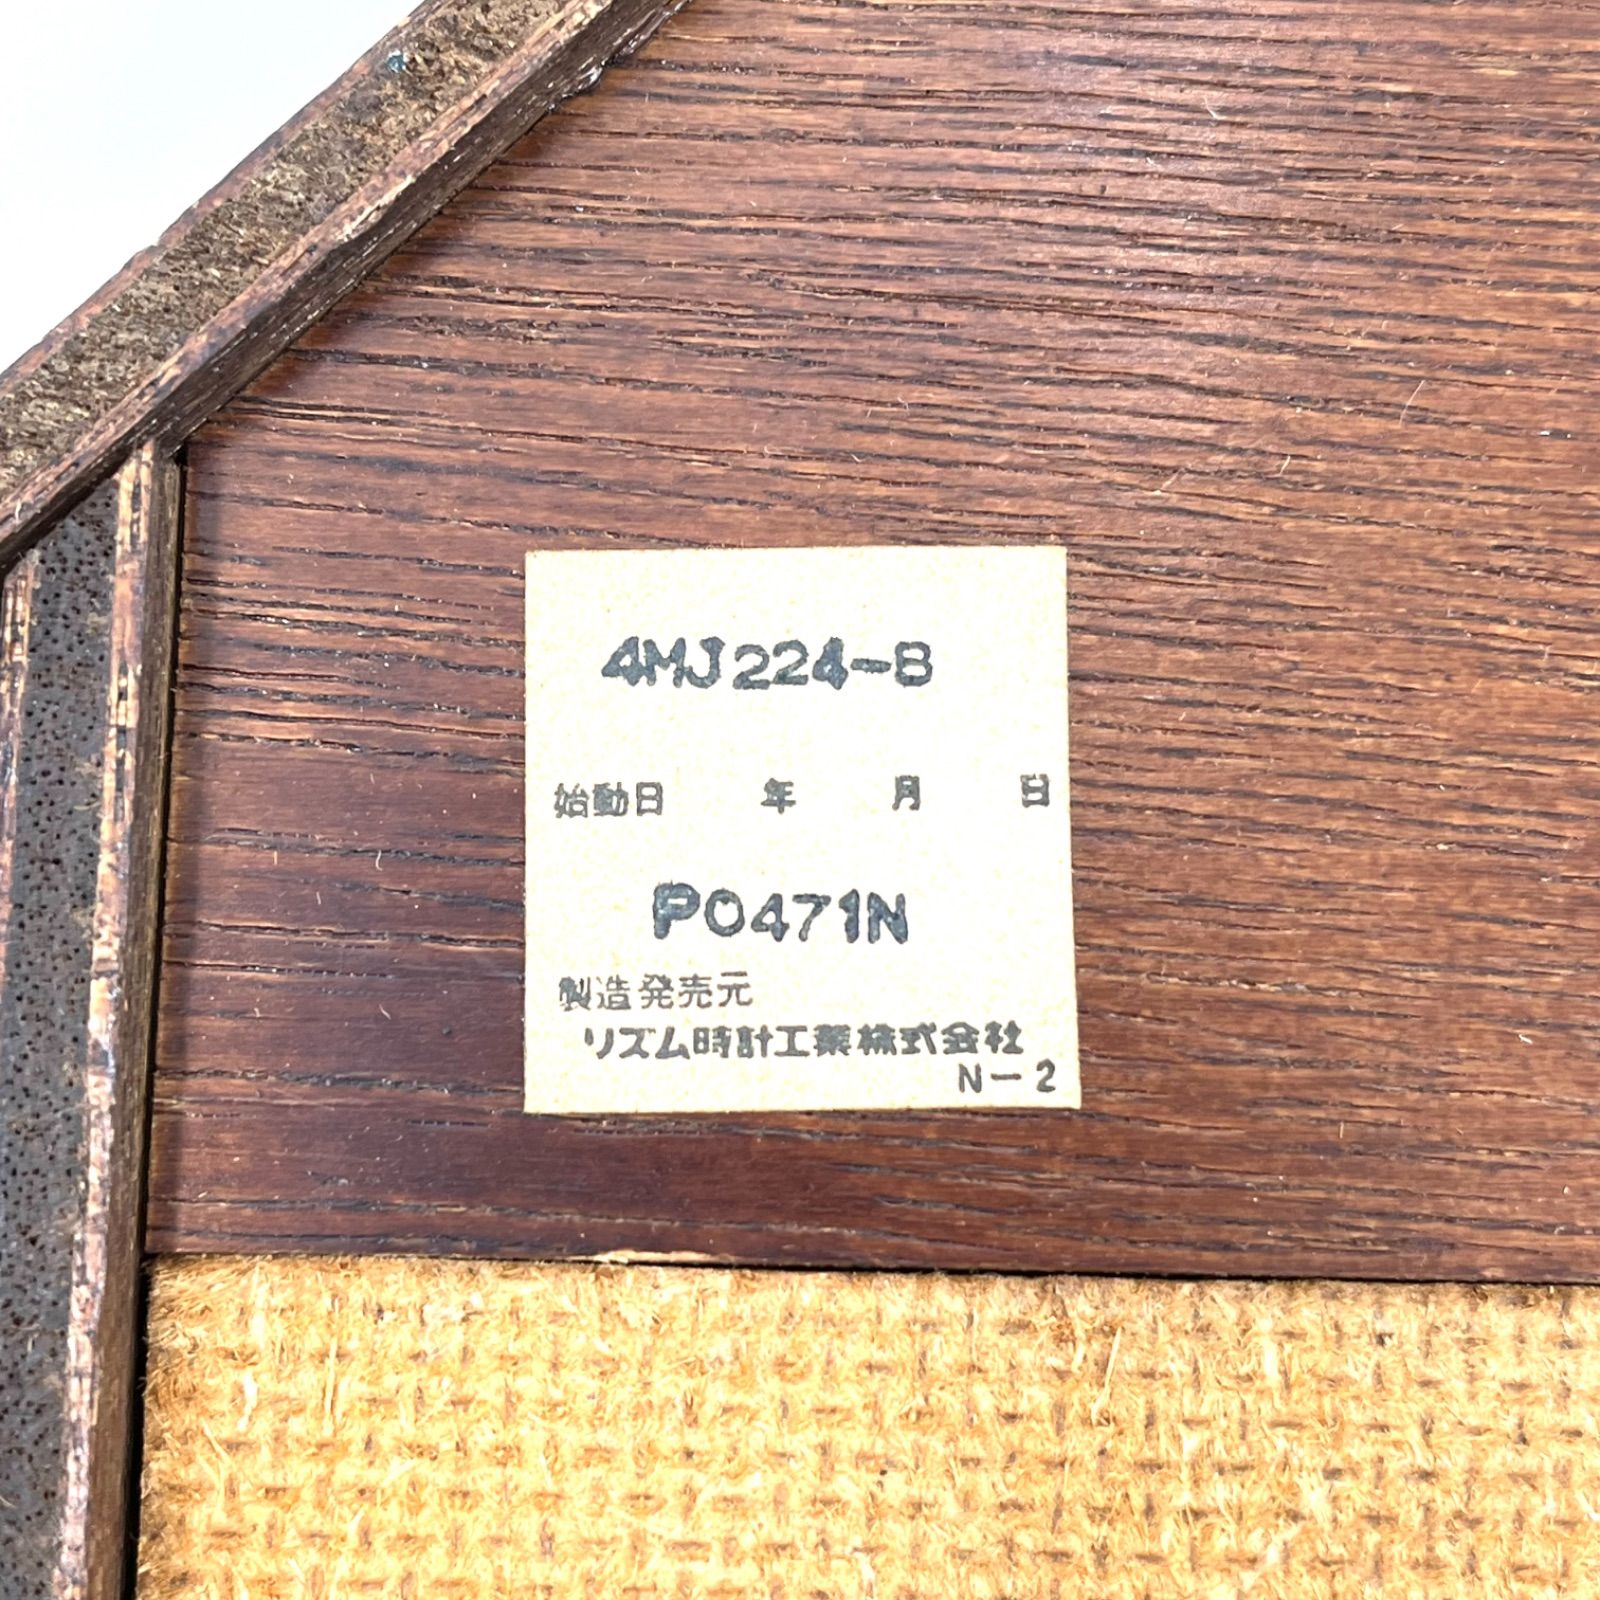 4MJ224-B
始動日 年 月 日
P0471N
製造発売元
リズム時計工業株式会社
N-2